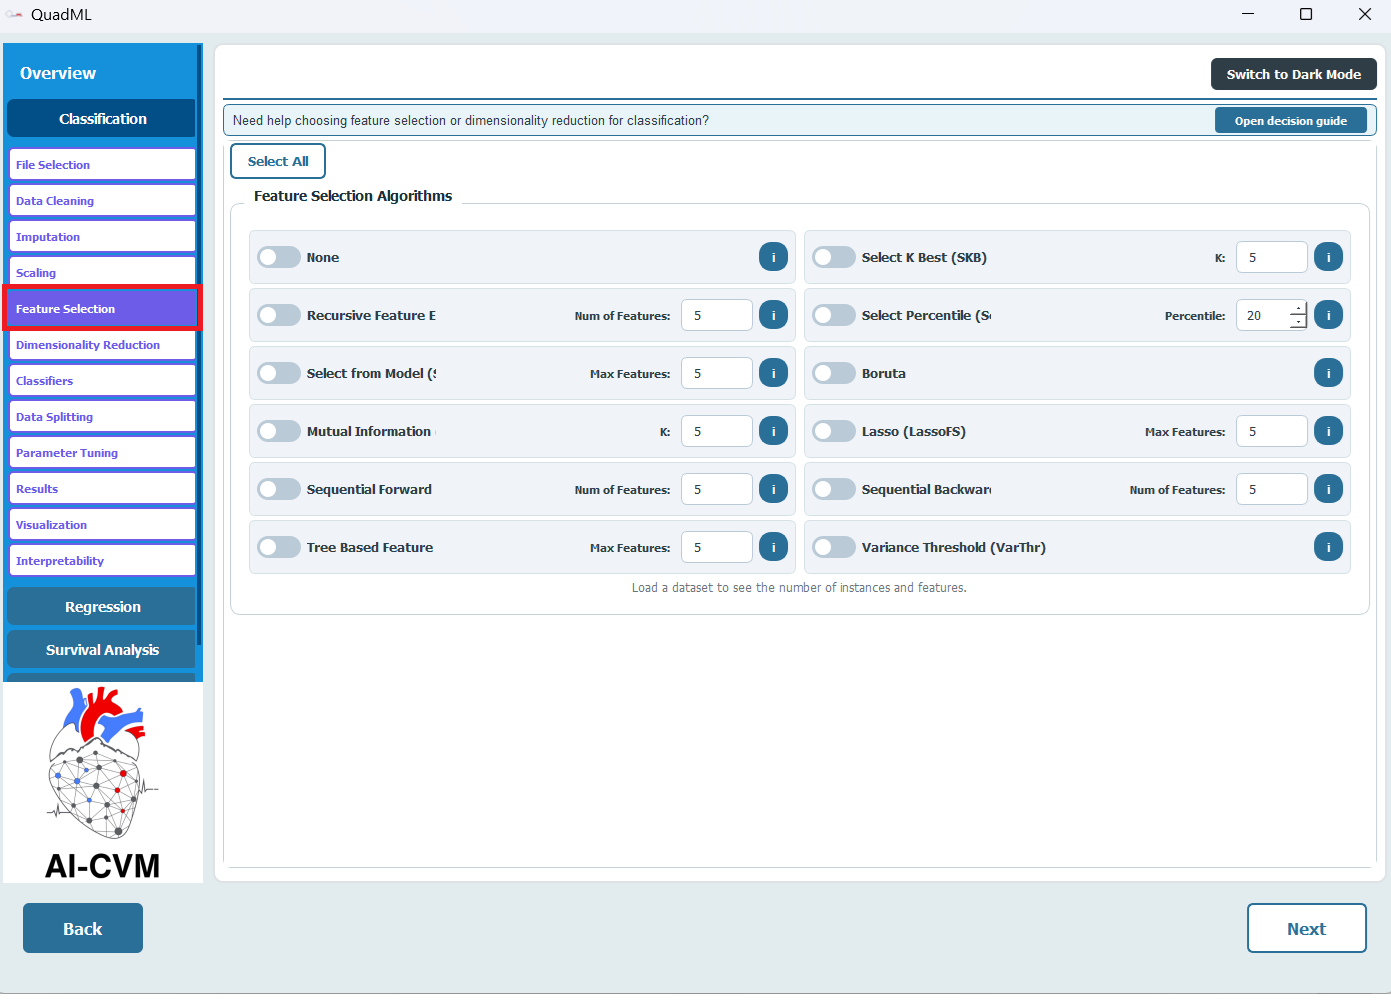 QuadML
Overview
Classification
File Selection
Data Cleaning
Imputation
Scaling
Feature Selection
Dimensionality Reduction
Classifiers
Data Splitting
Parameter Tuning
Results
Visualization
Interpretability
Regression
Survival Analysis
AI-CVM
Switch to Dark Mode
Need help choosing feature selection or dimensionality reduction for classification?
Open decision guide
Select All
Feature Selection Algorithms
None i
Select K Best (SKB) K: 5 i
Recursive Feature E Num of Features: 5 i
Select Percentile (S Percentile: 20 i
Select from Model ( Max Features: 5 i
Boruta i
Mutual Information K: 5 i
Lasso (LassoFS) Max Features: 5 i
Sequential Forward Num of Features: 5 i
Sequential Backwar Num of Features: 5 i
Tree Based Feature Max Features: 5 i
Variance Threshold (VarThr) i
Load a dataset to see the number of instances and features.
Back
Next